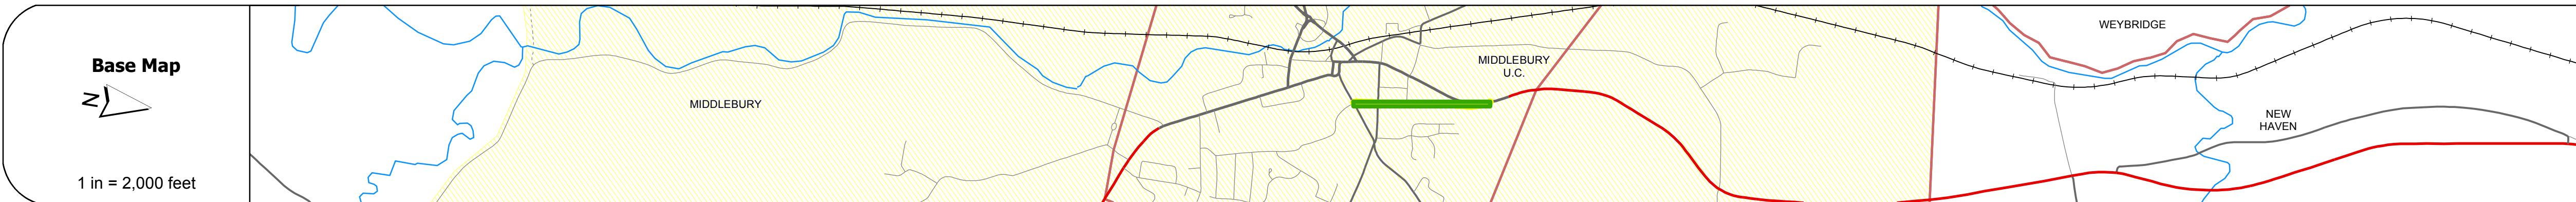 Base Map
N
1 in = 2,000 feet
MIDDLEBURY
MIDDLEBURY
U.C.
WEYBRIDGE
NEW
HAVEN